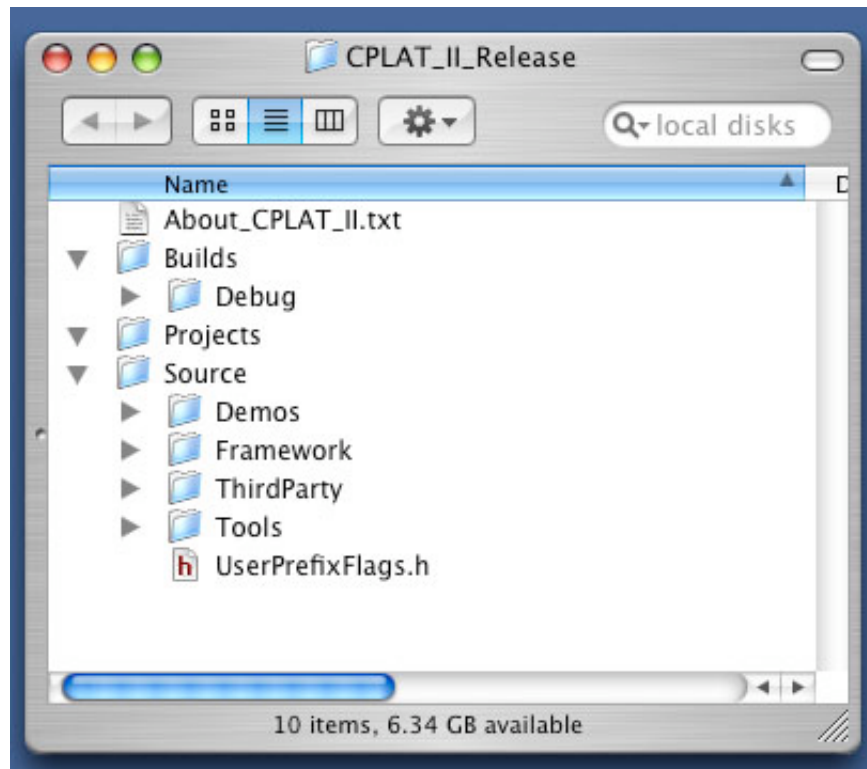 CPLAT_II_Release
local disks
Name
D
About_CPLAT_II.txt
Builds
Debug
Projects
Source
Demos
Framework
ThirdParty
Tools
h UserPrefixFlags.h
10 items, 6.34 GB available